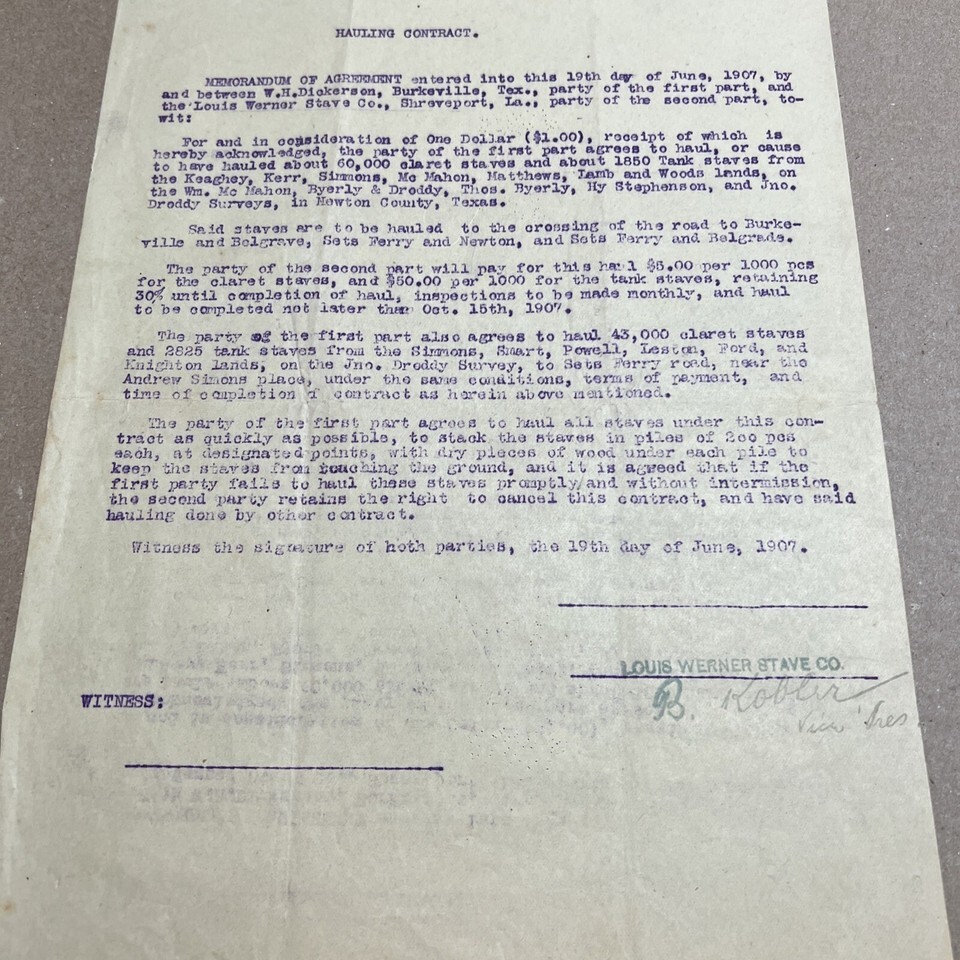 HAULING CONTRACT.
MEMORANDUM OF AGREEMENT entered into this 19th day of June, 1907, by
and between W.H.Dickerson, Burkeville, Tex., party of the first part, and
the Louis Werner Stave Co., Shreveport, La., party of the second part, to-
wit:
For and in consideration of One Dollar ($1.00), receipt of which is
hereby acknowledged, the party of the first part agrees to haul, or cause
to have hauled about 60,000 claret staves and about 1850 Tank staves from
the Keaghey, Kerr, Simmons, Mc Mahon, Matthews, Lamb and Woods lands, on
the Wm. Mc Mahon, Byerly & Droddy, Thos. Byerly, Hy Stephenson, and Jno.
Droddy Surveys, in Newton County, Texas.
Said staves are to be hauled to the crossing of the road to Burke-
ville and Belgrave, Sets Ferry and Newton, and Sets Ferry and Belgrade.
The party of the second part will pay for this haul $5.00 per 1000 pcs
for the claret staves, and $50.00 per 1000 for the tank staves, retaining
30% until completion of haul, inspections to be made monthly, and haul
to be completed not later than Oct. 15th, 1907.
The party of the first part also agrees to haul 43,000 claret staves
and 2825 tank staves from the Simmons, Smart, Powell, Leston, Ford, and
Knighton lands, on the Jno. Droddy Survey, to Sets Ferry road, near the
Andrew Simons place, under the same conditions, terms of payment, and
time of completion of contract as herein above mentioned.
The party of the first part agrees to haul all staves under this con-
tract as quickly as possible, to stack the staves in piles of 200 pcs
each, at designated points, with dry pieces of wood under each pile to
keep the staves from touching the ground, and it is agreed that if the
first party fails to haul these staves promptly and without intermission,
the second party retains the right to cancel this contract, and have said
hauling done by other contract.
Witness the signature of both parties, the 19th day of June, 1907.
LOUIS WERNER STAVE CO.
B. Kobler
Vice Pres
WITNESS: